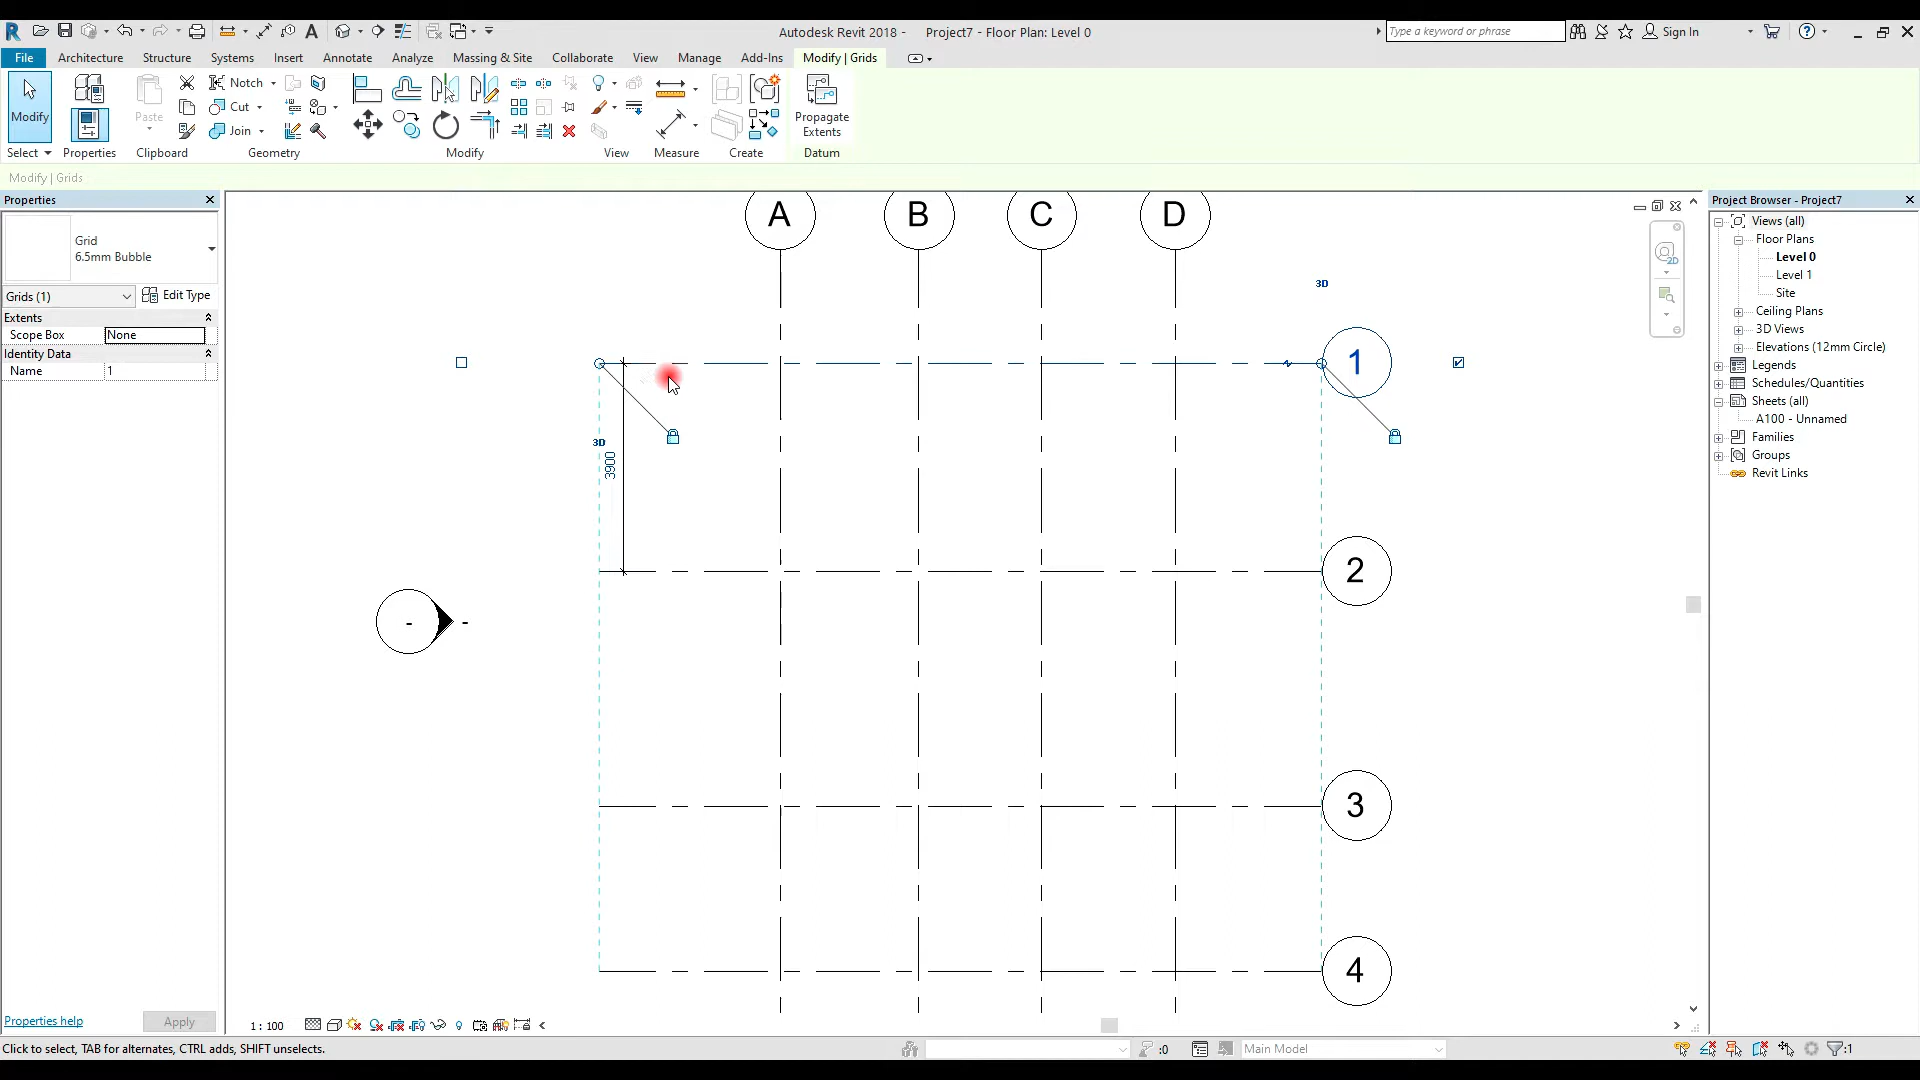 Autodesk Revit 2018 -    Project7 - Floor Plan: Level 0
Type a keyword or phrase
Sign In
File Architecture Structure Systems Insert Annotate Analyze Massing & Site Collaborate View Manage Add-Ins Modify | Grids
Modify
Paste
Notch
Cut
Join
Propagate
Extents
Select Properties Clipboard Geometry Modify View Measure Create Datum
Modify | Grids
Properties
Grid
6.5mm Bubble
Grids (1)
Edit Type
Extents
Scope Box None
Identity Data
Name 1
Properties help
Apply
A B C D
3D
1
3D
3900
2
- -
3
4
2D
Project Browser - Project7
Views (all)
Floor Plans
Level 0
Level 1
Site
Ceiling Plans
3D Views
Elevations (12mm Circle)
Legends
Schedules/Quantities
Sheets (all)
A100 - Unnamed
Families
Groups
Revit Links
1 : 100
Click to select, TAB for alternates, CTRL adds, SHIFT unselects.
:0
Main Model
:1